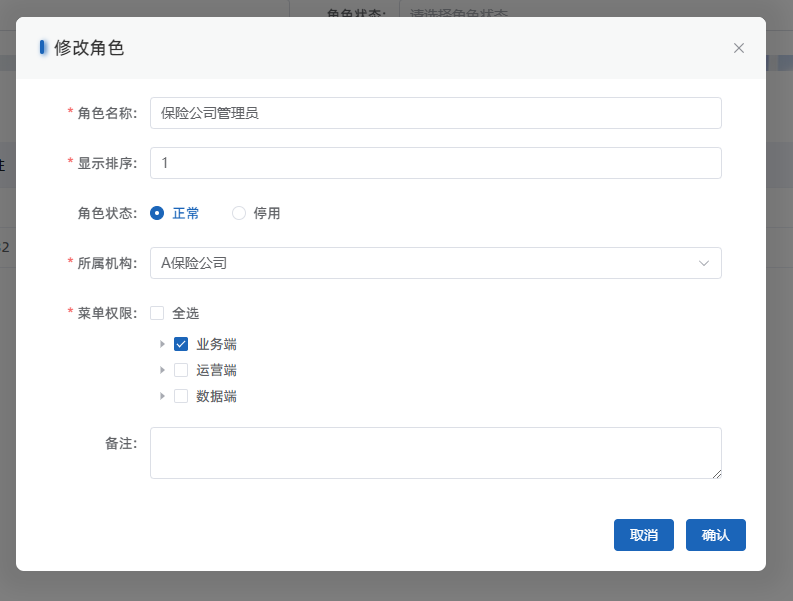 角色状态: 请选择角色状态
修改角色
* 角色名称: 保险公司管理员
* 显示排序: 1
角色状态: 正常 停用
* 所属机构: A保险公司
* 菜单权限: 全选
业务端
运营端
数据端
备注:
取消 确认